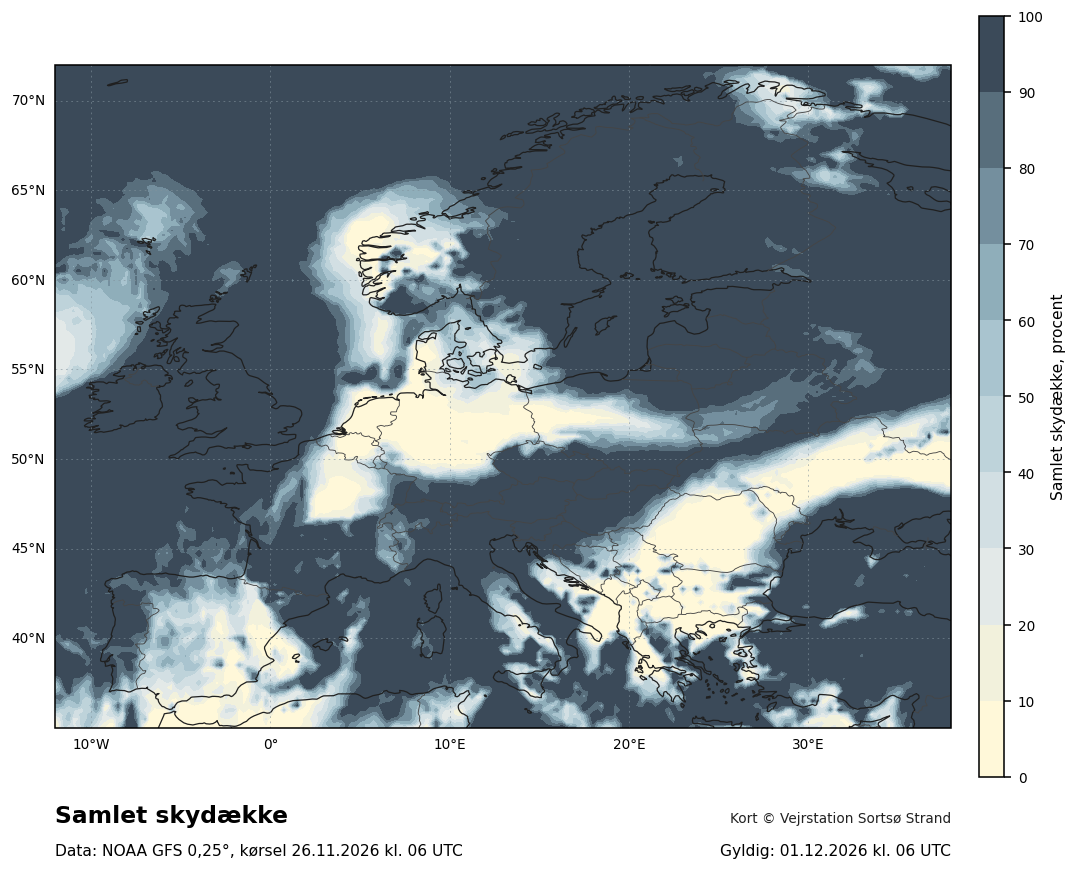 100
90
80
70
60
50
40
30
20
10
0
Samlet skydække, procent
70°N
65°N
60°N
55°N
50°N
45°N
40°N
10°W
0°
10°E
20°E
30°E
Samlet skydække
Kort © Vejrstation Sortsø Strand
Data: NOAA GFS 0,25°, kørsel 26.11.2026 kl. 06 UTC
Gyldig: 01.12.2026 kl. 06 UTC